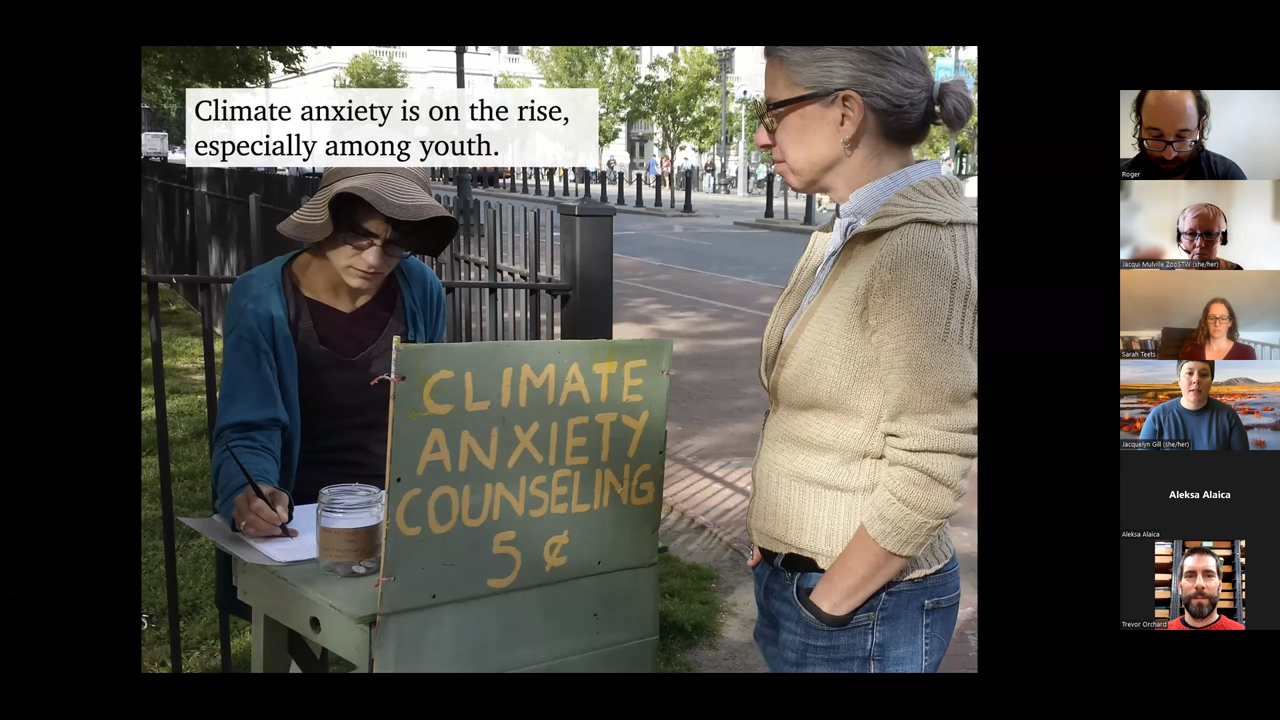 Climate anxiety is on the rise,
especially among youth.
CLIMATE
ANXIETY
COUNSELING
5 ¢
Roger
Jacqui Mulville ZooSTW (she/her)
Sarah Teets
Jacquelyn Gill (she/her)
Aleksa Alaica
Aleksa Alaica
Trevor Orchard